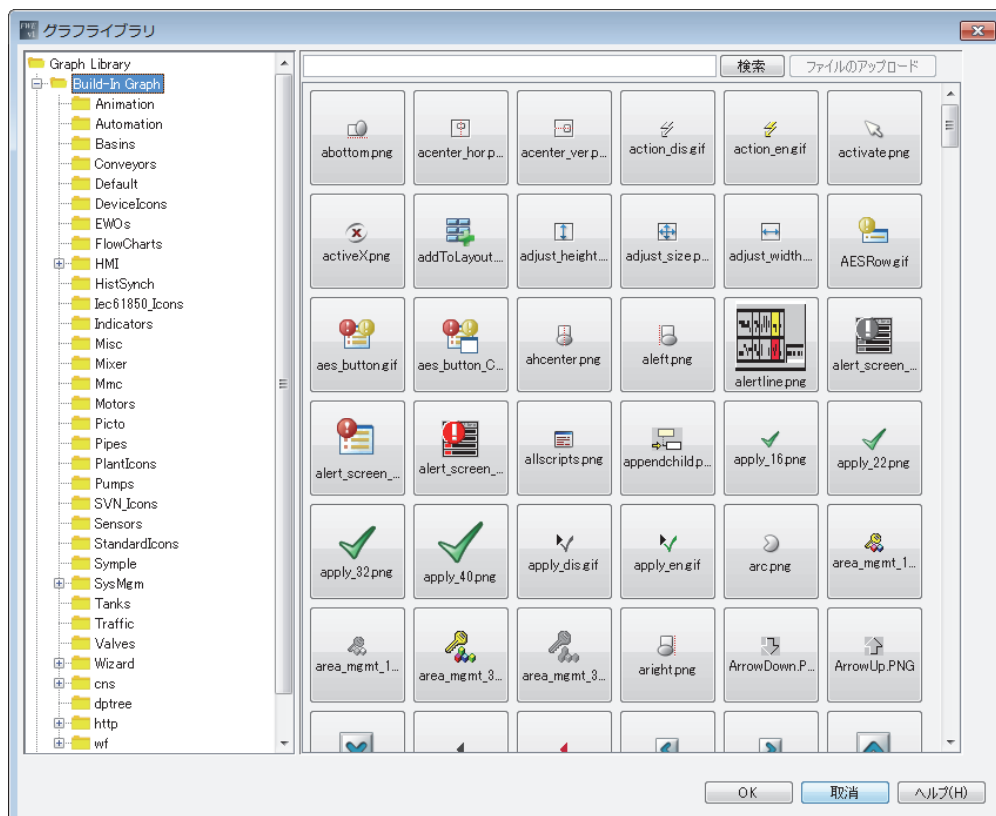 グラフライブラリ
検索
ファイルのアップロード
Graph Library
Build-In Graph
Animation
Automation
Basins
Conveyors
Default
DeviceIcons
EWOs
FlowCharts
HMI
HistSynch
Iec61850_Icons
Indicators
Misc
Mixer
Mmc
Motors
Picto
Pipes
PlantIcons
Pumps
SVN_Icons
Sensors
StandardIcons
Symple
SysMgm
Tanks
Traffic
Valves
Wizard
cns
dptree
http
wf
abottom.png
acenter_hor.p...
acenter_ver.p...
action_dis.gif
action_en.gif
activate.png
activeX.png
addToLayout....
adjust_height....
adjust_size.p...
adjust_width....
AESRow.gif
aes_button.gif
aes_button_C...
ahcenter.png
aleft.png
alertline.png
alert_screen_...
alert_screen_...
alert_screen_...
allscripts.png
appendchild.p...
apply_16.png
apply_22.png
apply_32.png
apply_40.png
apply_dis.gif
apply_en.gif
arc.png
area_mgmt_1...
area_mgmt_1...
area_mgmt_3...
area_mgmt_3...
aright.png
ArrowDown.P...
ArrowUp.PNG
OK
取消
ヘルプ(H)